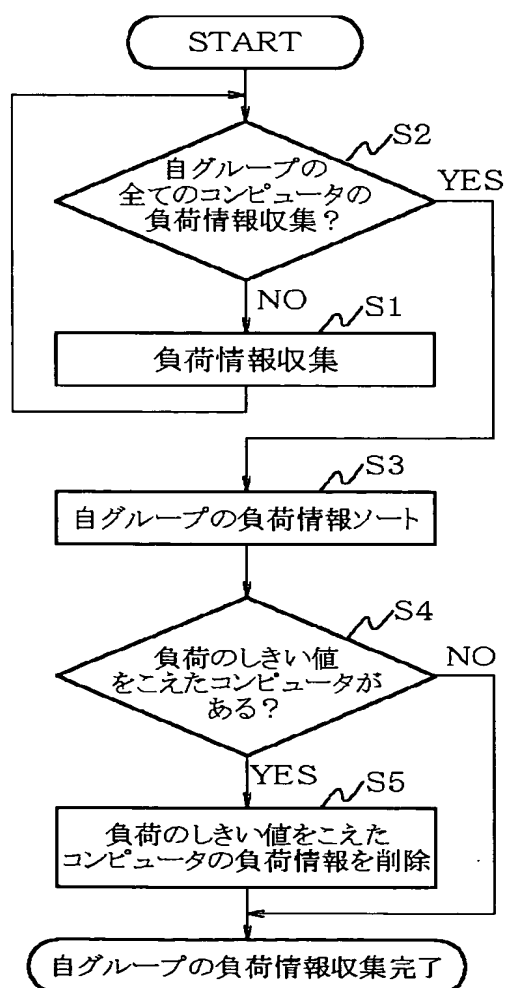 START
S2
自グループの
全てのコンピュータの
負荷情報収集?
YES
NO
S1
負荷情報収集
S3
自グループの負荷情報ソート
S4
負荷のしきい値
をこえたコンピュータが
ある?
NO
YES
S5
負荷のしきい値をこえた
コンピュータの負荷情報を削除
自グループの負荷情報収集完了